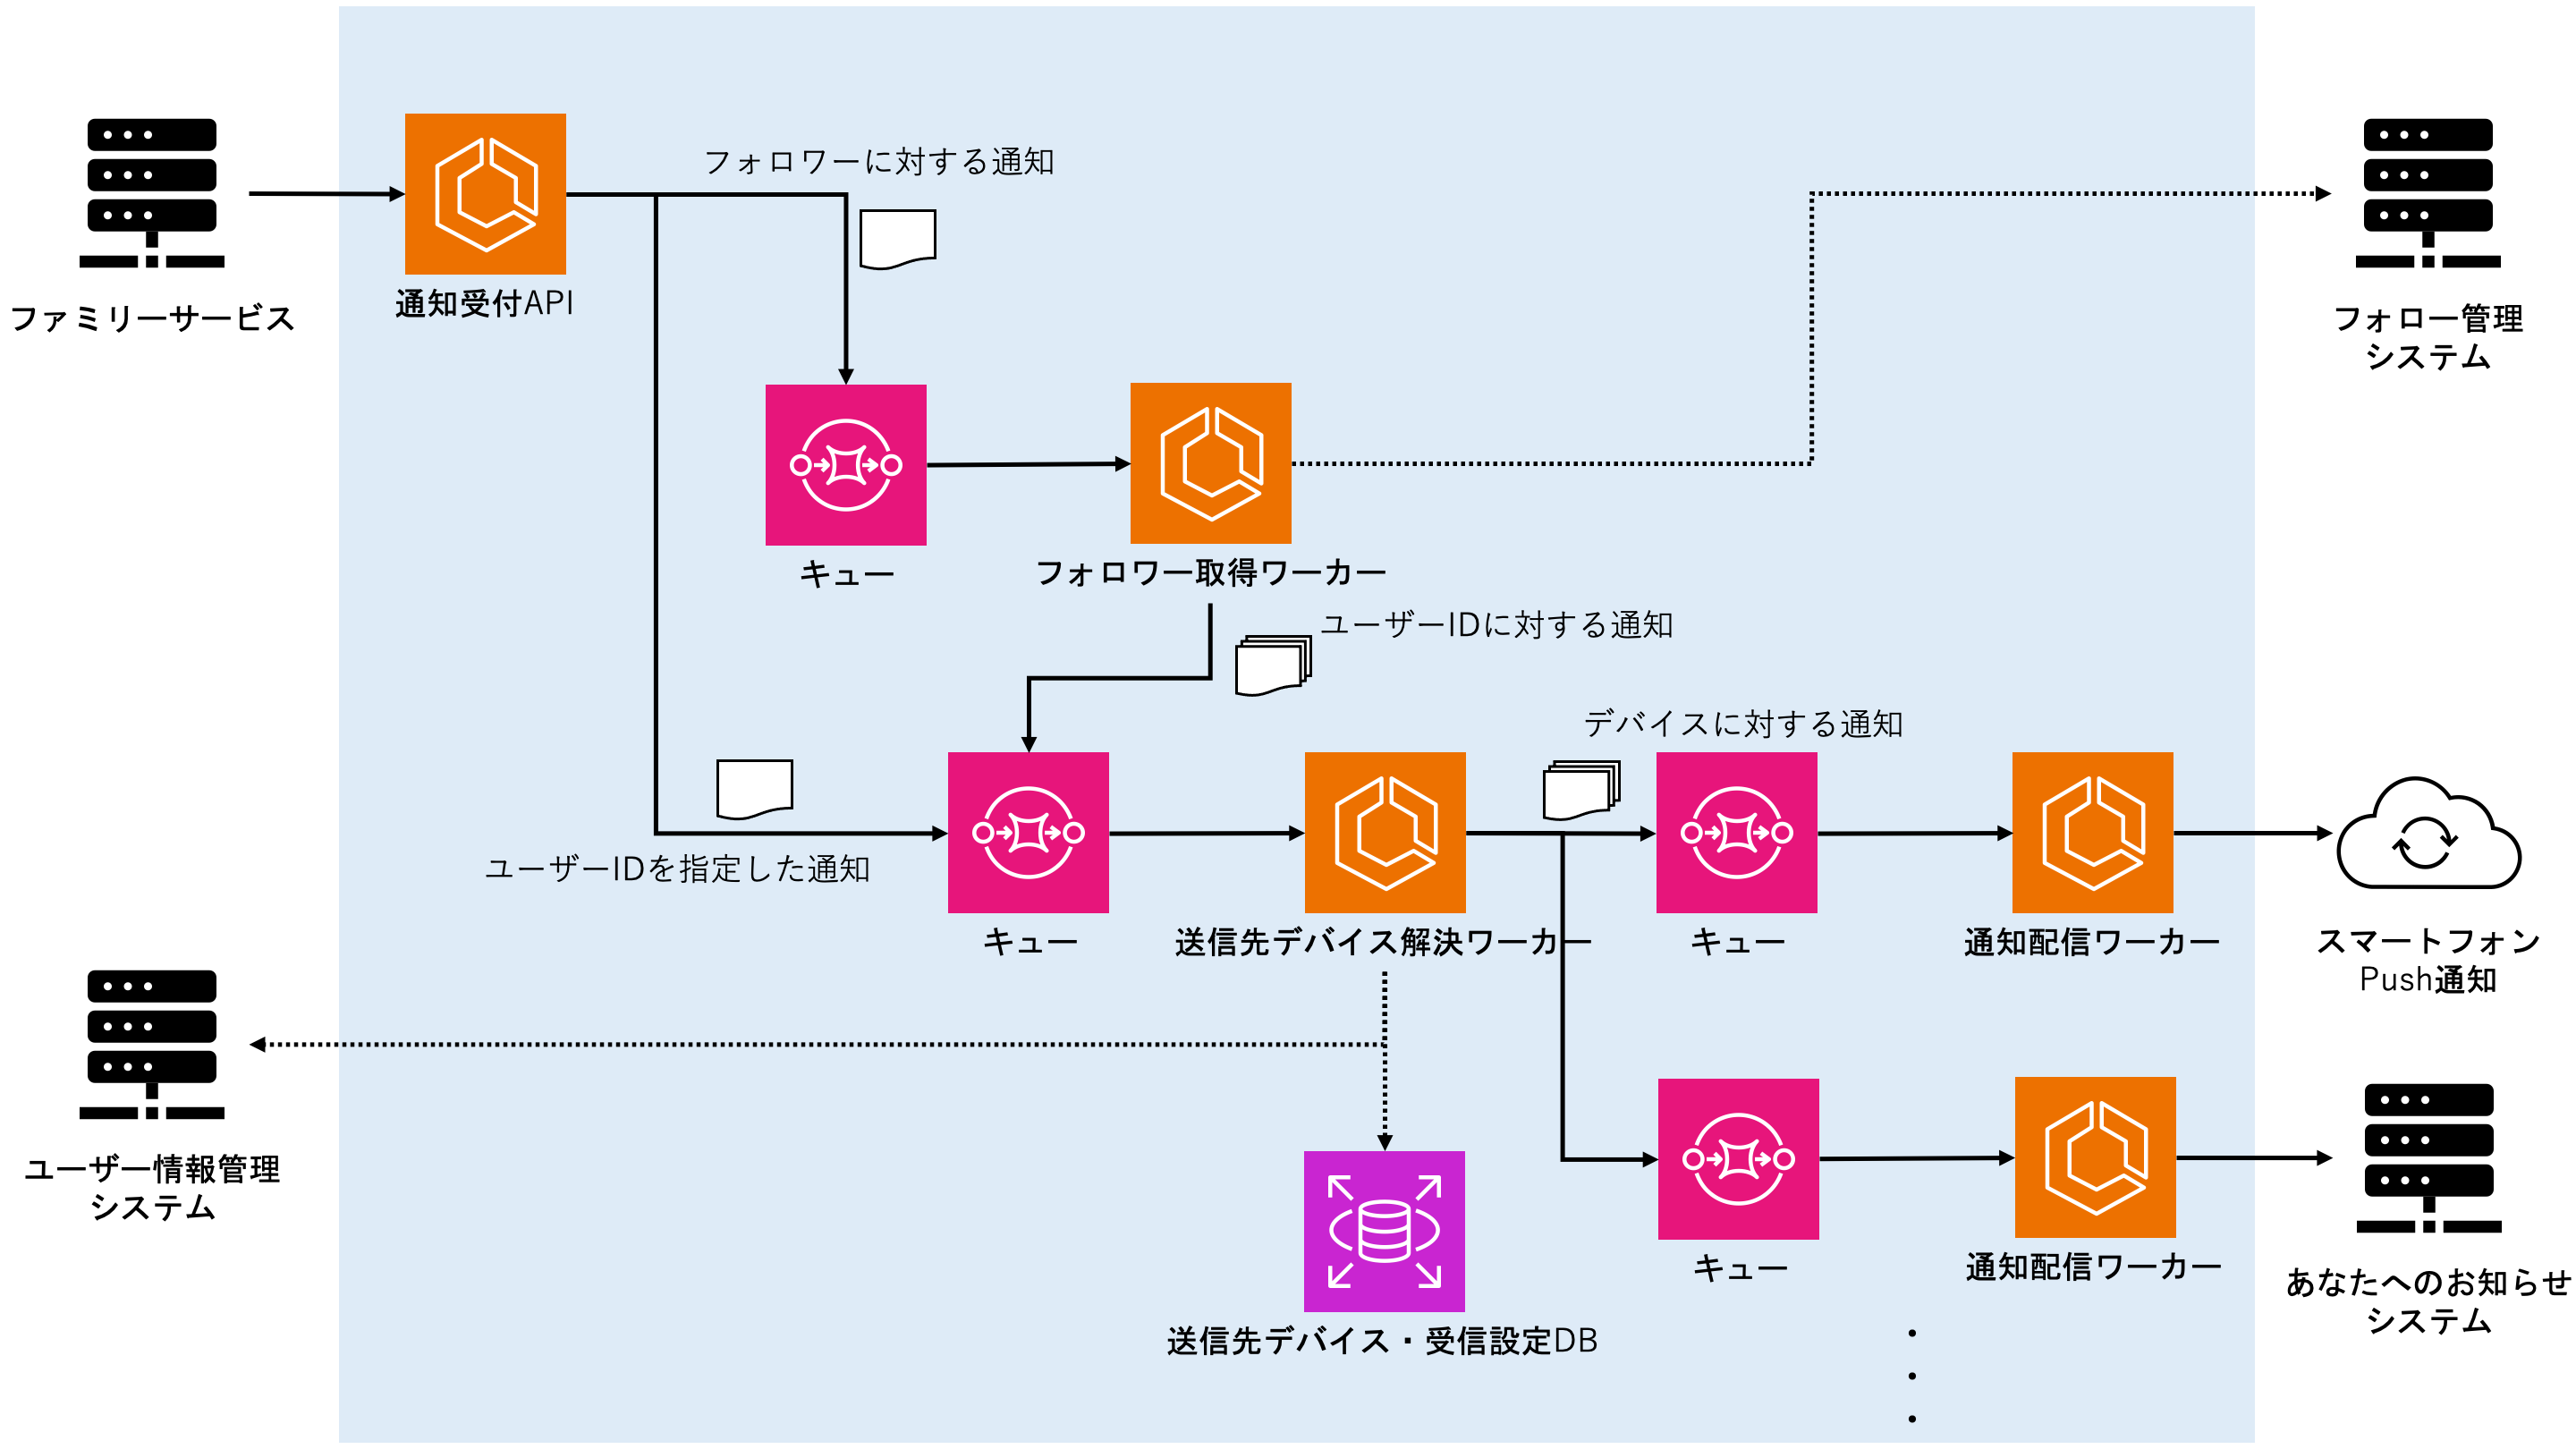 フォロワーに対する通知
通知受付API
ファミリーサービス
フォロー管理
システム
キュー
フォロワー取得ワーカー
ユーザーIDに対する通知
デバイスに対する通知
ユーザーIDを指定した通知
キュー
送信先デバイス解決ワーカー
キュー
通知配信ワーカー
スマートフォン
Push通知
ユーザー情報管理
システム
キュー
通知配信ワーカー
あなたへのお知らせ
システム
送信先デバイス・受信設定DB